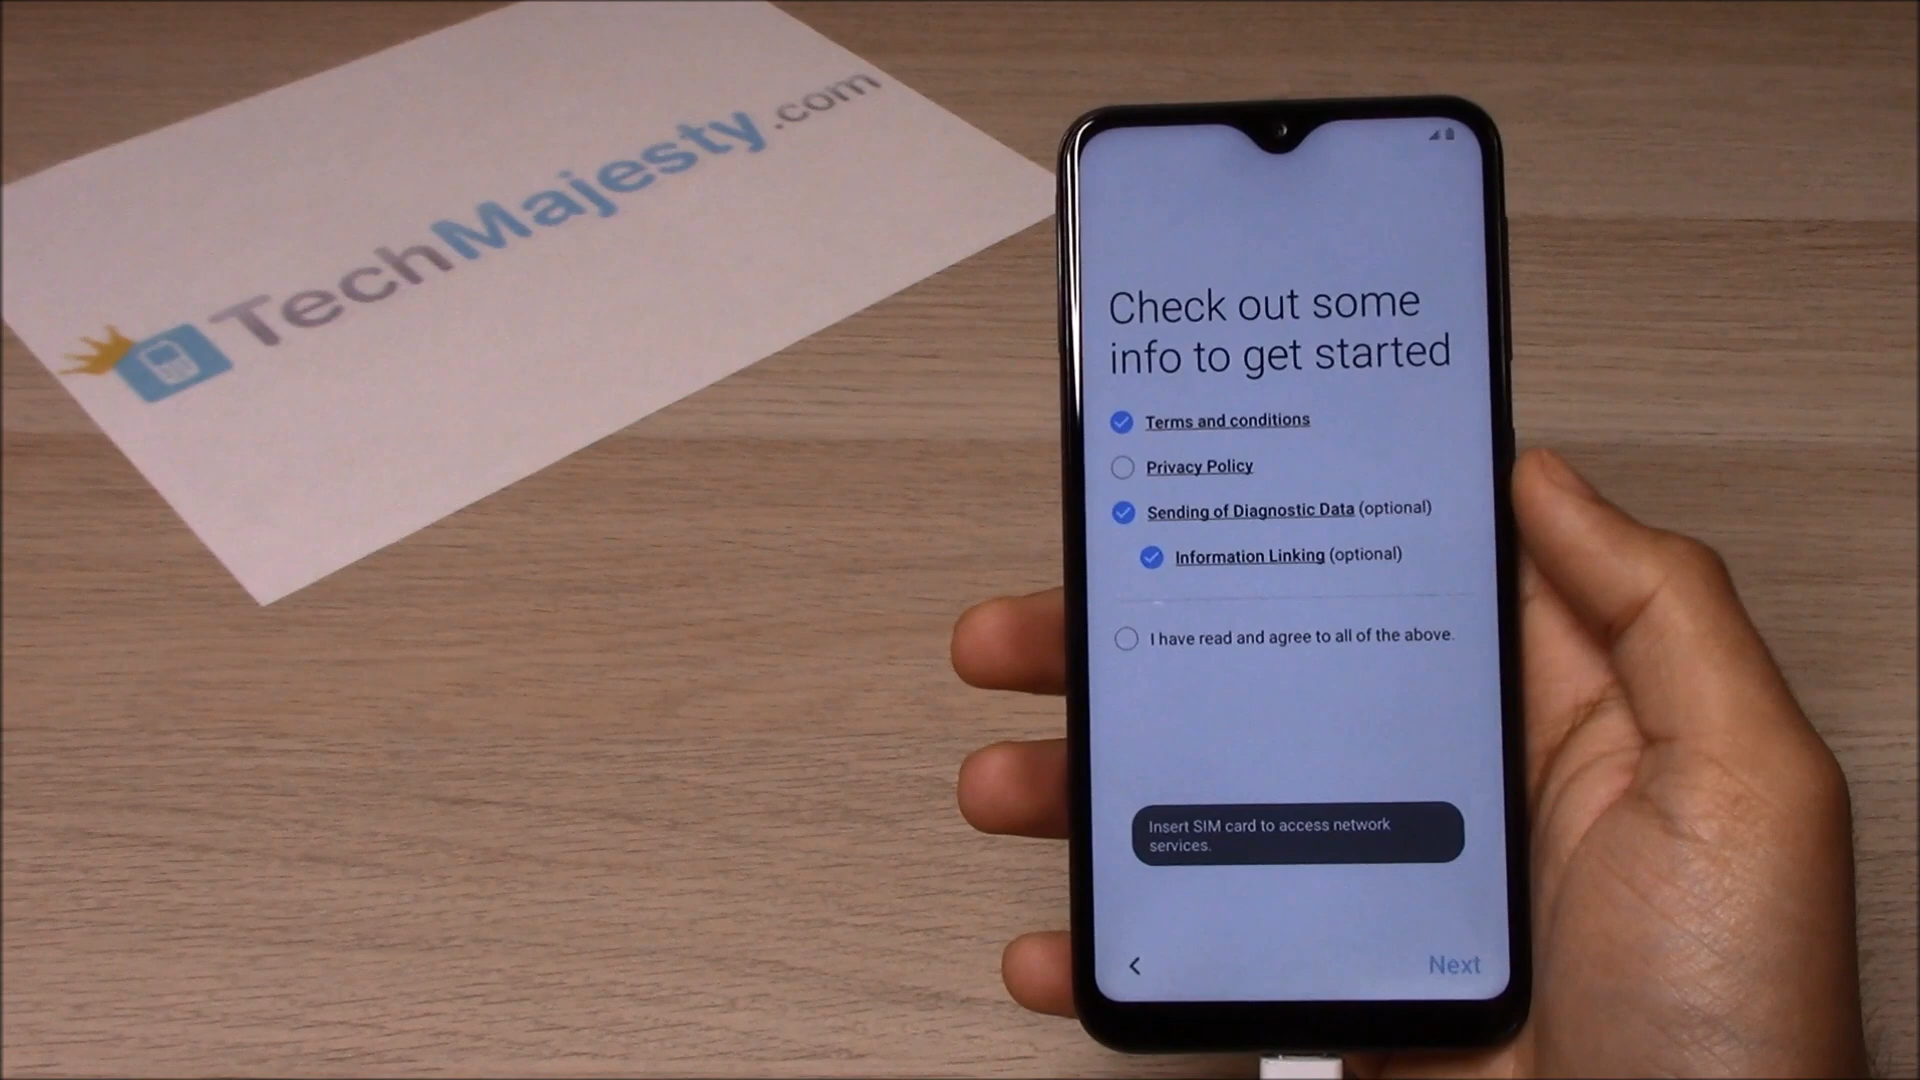 TechMajesty.com
Check out some
info to get started
Terms and conditions
Privacy Policy
Sending of Diagnostic Data (optional)
Information Linking (optional)
I have read and agree to all of the above.
Insert SIM card to access network
services.
Next